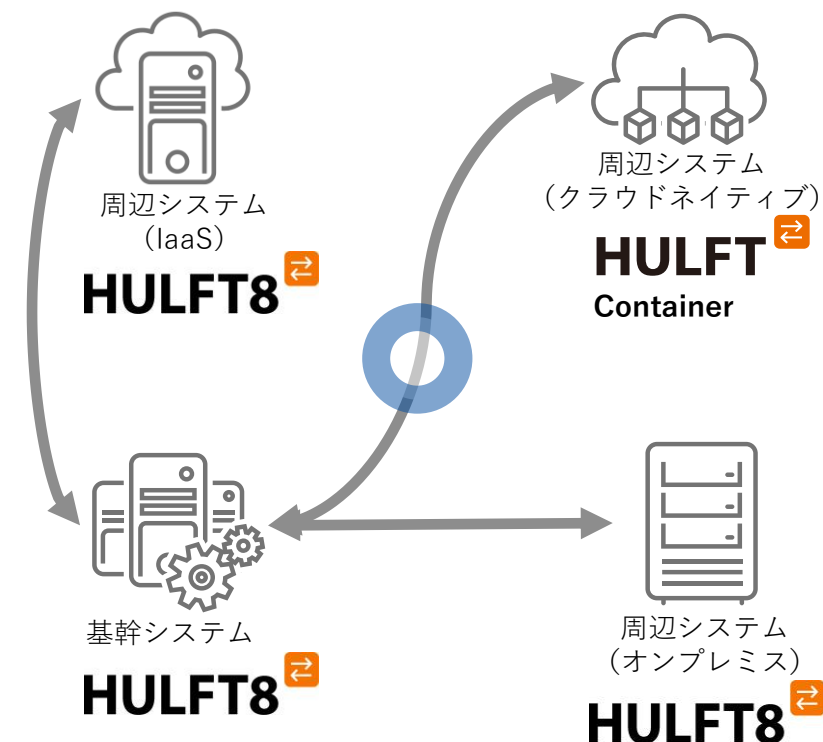 周辺システム
（IaaS）
HULFT8
周辺システム
（クラウドネイティブ）
HULFT
Container
基幹システム
HULFT8
周辺システム
（オンプレミス）
HULFT8